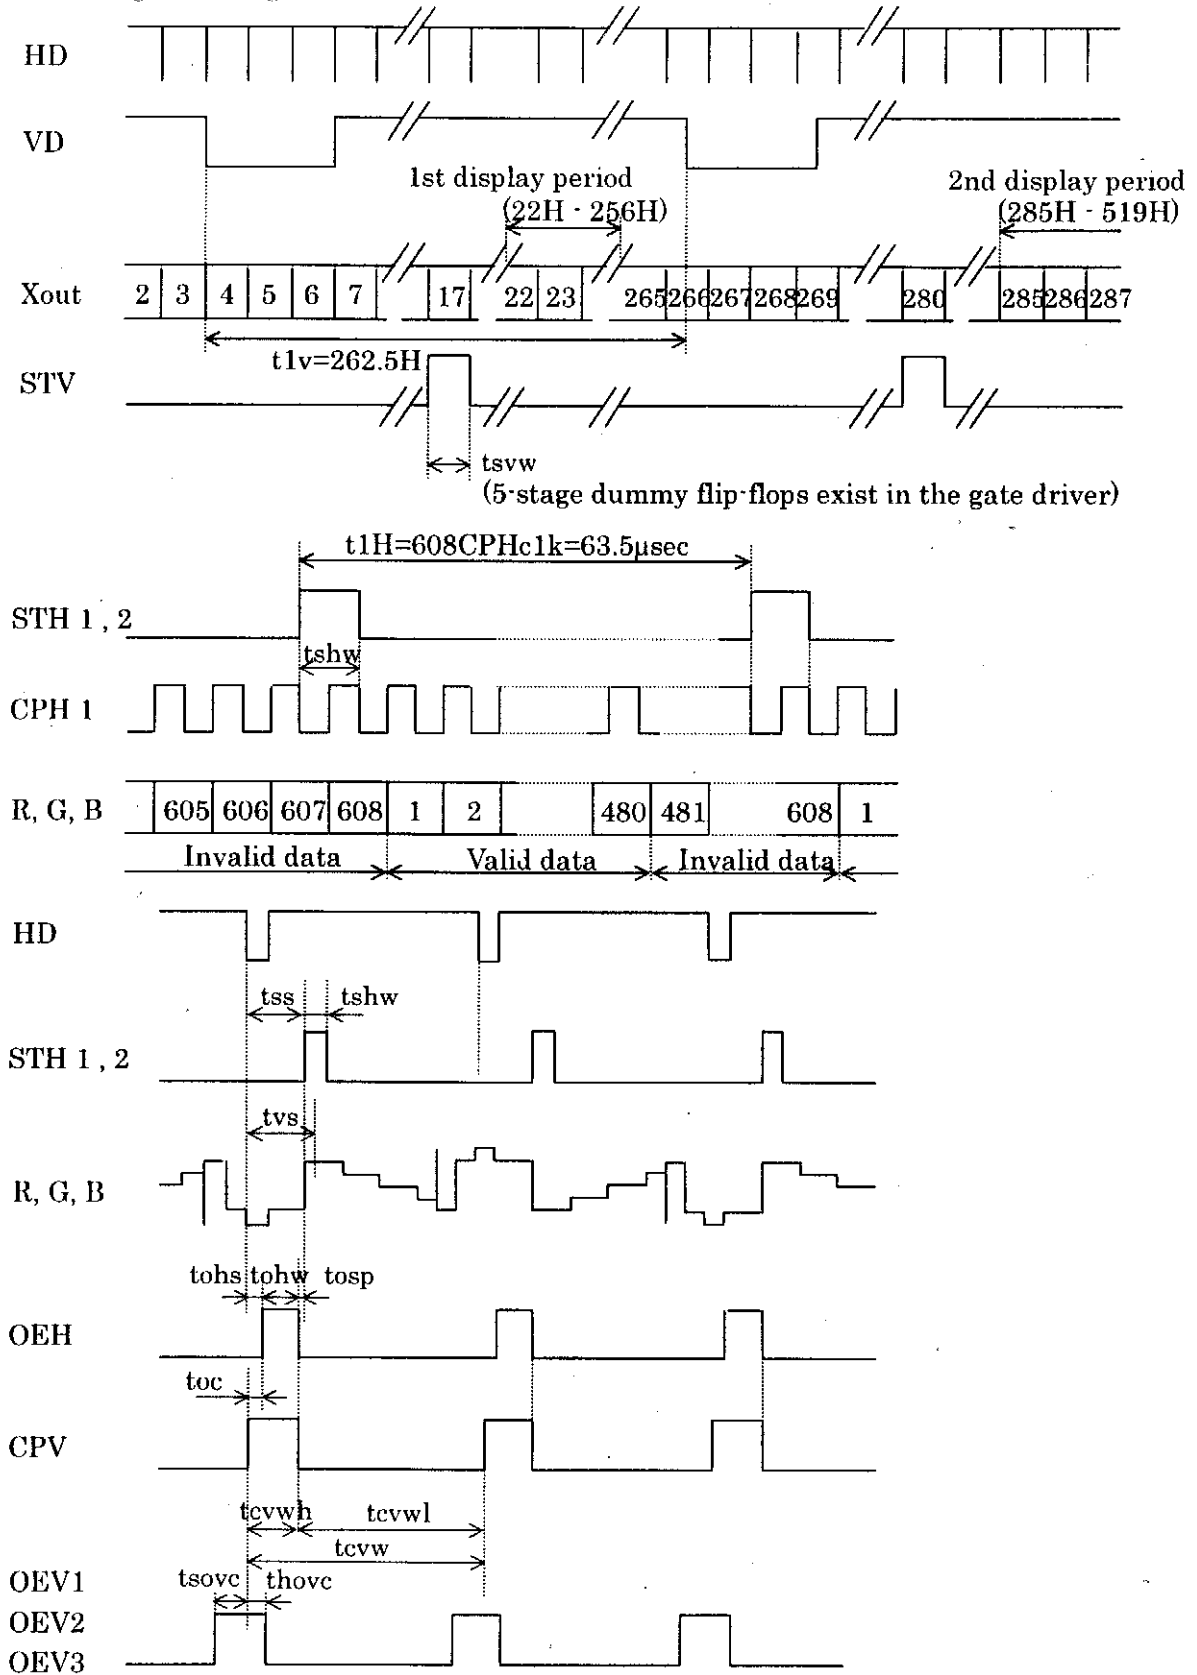 HD
VD
1st display period
(22H - 256H)
2nd display period
(285H - 519H)
Xout 2 3 4 5 6 7 17 22 23 265 266 267 268 269 280 285 286 287
t1v=262.5H
STV
tsvw
(5-stage dummy flip-flops exist in the gate driver)
t1H=608CPHc1k=63.5μsec
STH 1 , 2
tshw
CPH 1
R, G, B 605 606 607 608 1 2 480 481 608 1
Invalid data Valid data Invalid data
HD
tss tshw
STH 1 , 2
tvs
R, G, B
tohs tohw tosp
OEH
toc
CPV
tcvwh tcvwl
tcvw
OEV1 tsovc thovc
OEV2
OEV3